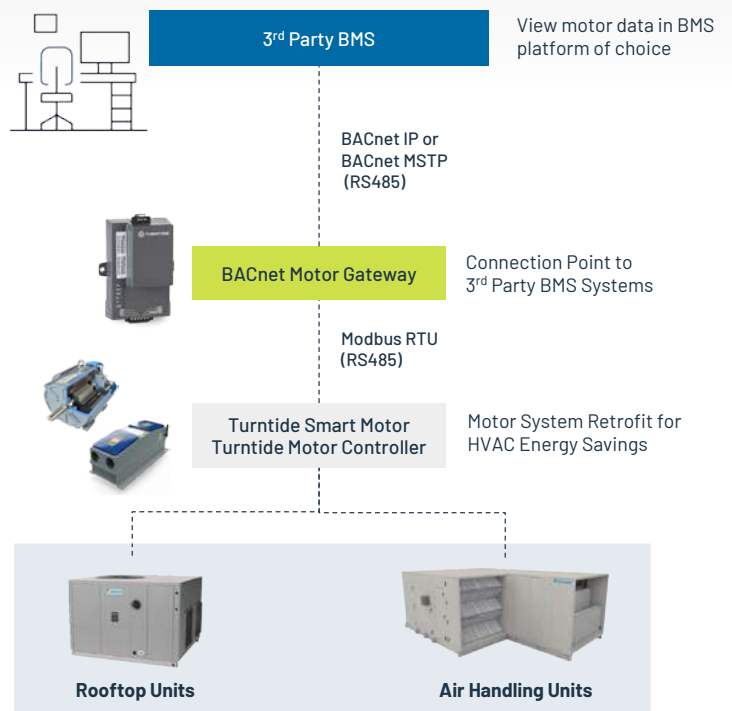 3rd Party BMS
View motor data in BMS
platform of choice
BACnet IP or
BACnet MSTP
(RS485)
BACnet Motor Gateway
Connection Point to
3rd Party BMS Systems
Modbus RTU
(RS485)
Turntide Smart Motor
Turntide Motor Controller
Motor System Retrofit for
HVAC Energy Savings
Rooftop Units
Air Handling Units